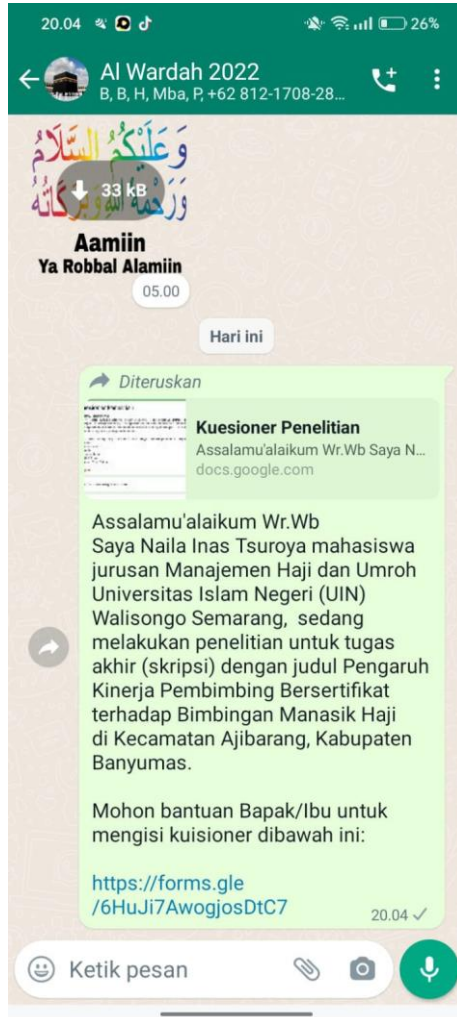 20.04
26%
Al Wardah 2022
B, B, H, Mba, P, +62 812-1708-28...
وَعَلَيْكُمُ السَّلَامُ
وَرَحْمَةُ اللهِ وَبَرَكَاتُهُ
33 kB
Aamiin
Ya Robbal Alamiin
05.00
Hari ini
Diteruskan
Kuesioner Penelitian
Assalamu'alaikum Wr.Wb Saya N...
docs.google.com
Assalamu'alaikum Wr.Wb
Saya Naila Inas Tsuroya mahasiswa
jurusan Manajemen Haji dan Umroh
Universitas Islam Negeri (UIN)
Walisongo Semarang, sedang
melakukan penelitian untuk tugas
akhir (skripsi) dengan judul Pengaruh
Kinerja Pembimbing Bersertifikat
terhadap Bimbingan Manasik Haji
di Kecamatan Ajibarang, Kabupaten
Banyumas.
Mohon bantuan Bapak/Ibu untuk
mengisi kuisioner dibawah ini:
https://forms.gle
/6HuJi7AwogjosDtC7
20.04
Ketik pesan